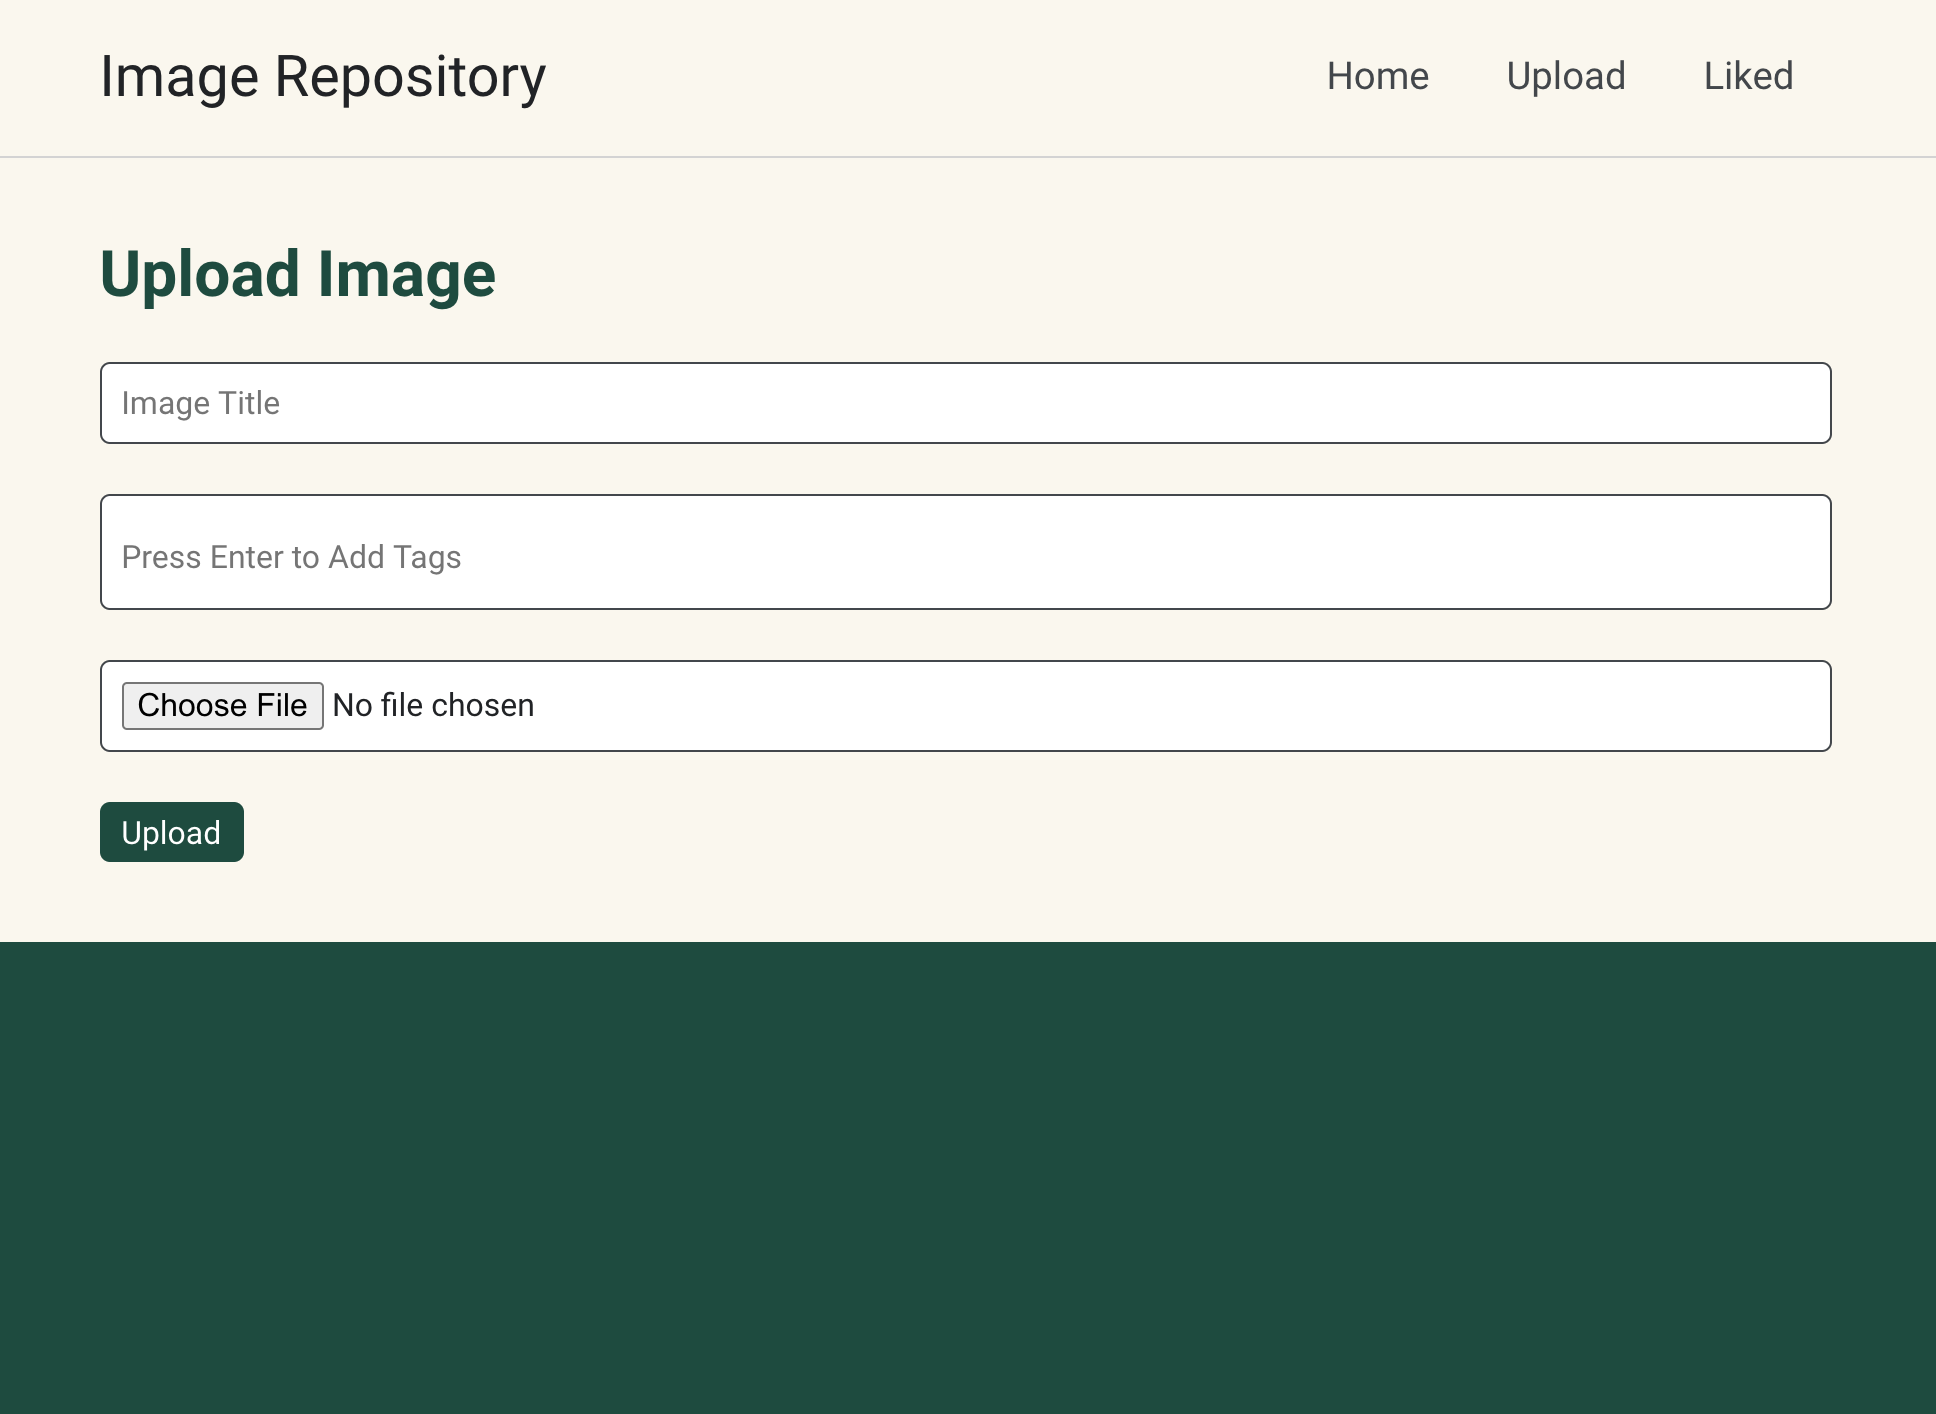 Image Repository
Home Upload Liked
Upload Image
Image Title
Press Enter to Add Tags
Choose File No file chosen
Upload